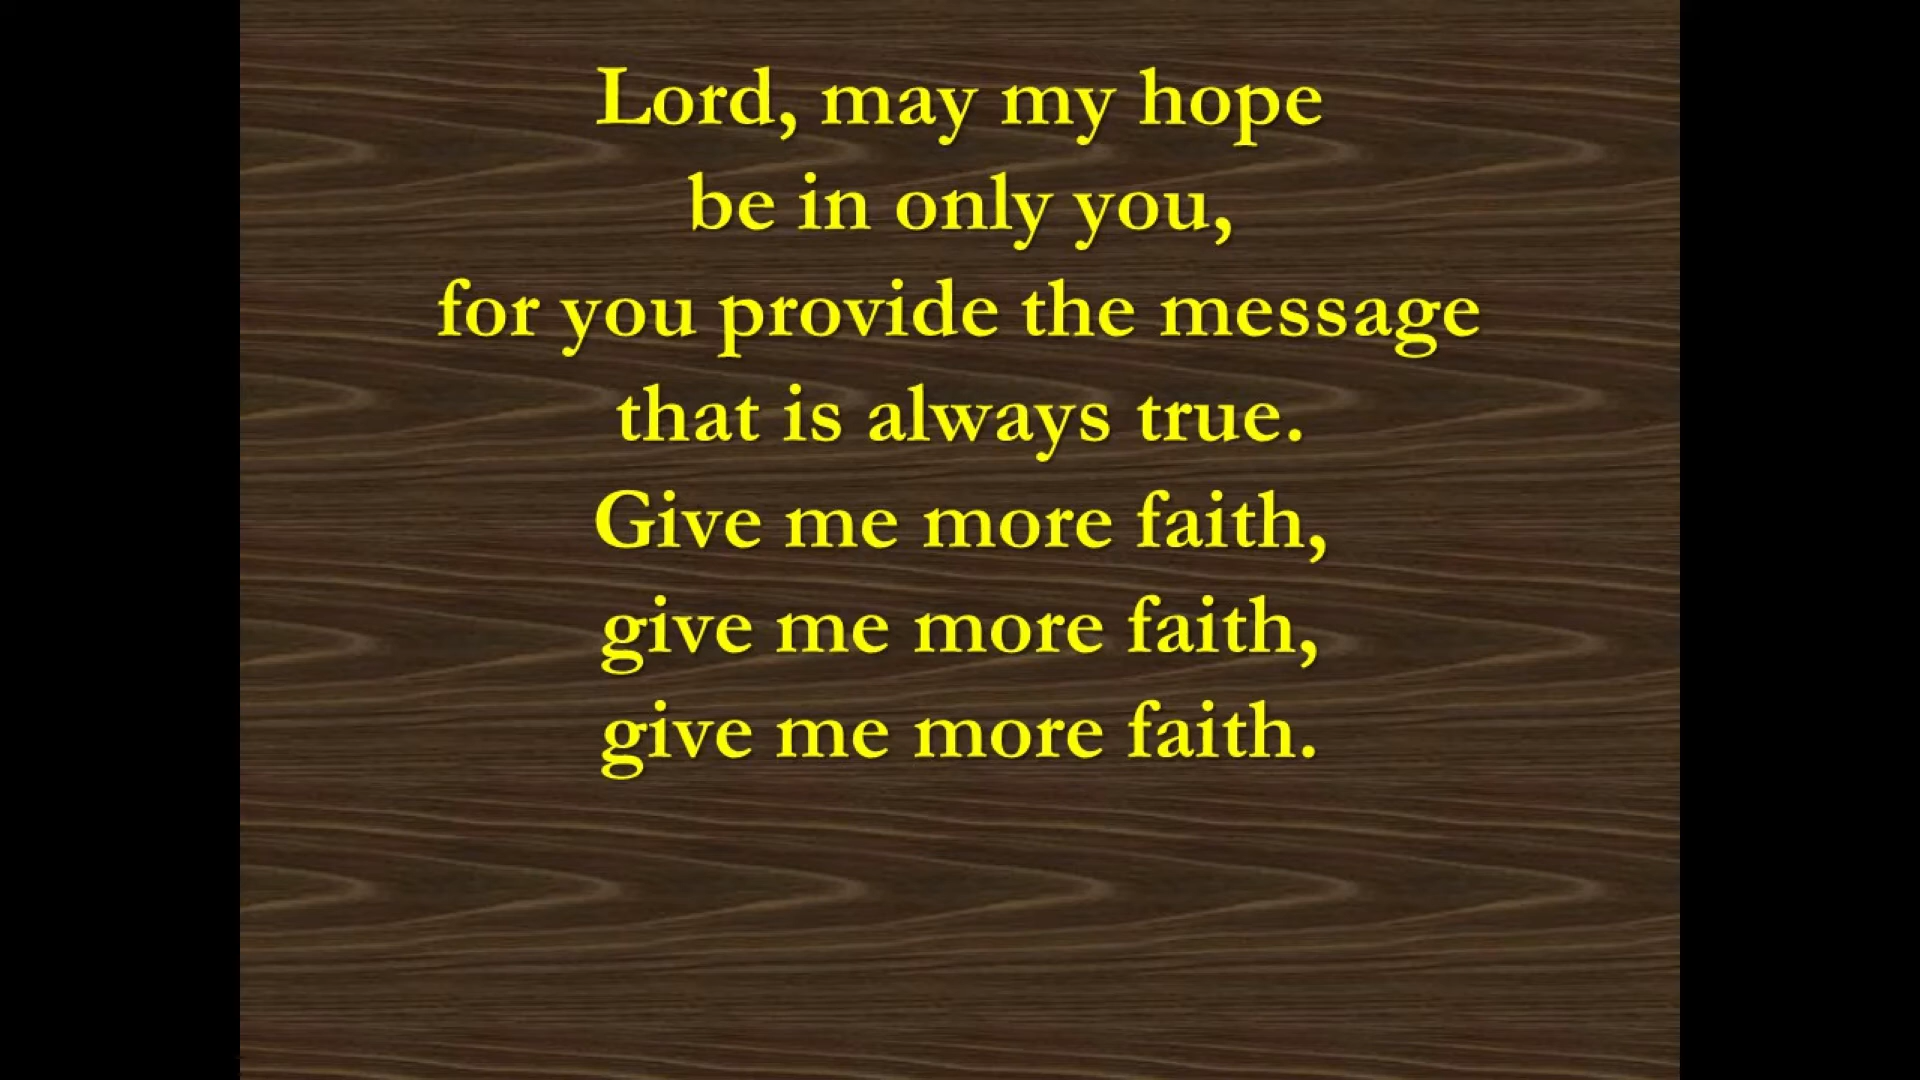 Lord, may my hope
be in only you,
for you provide the message
that is always true.
Give me more faith,
give me more faith,
give me more faith.